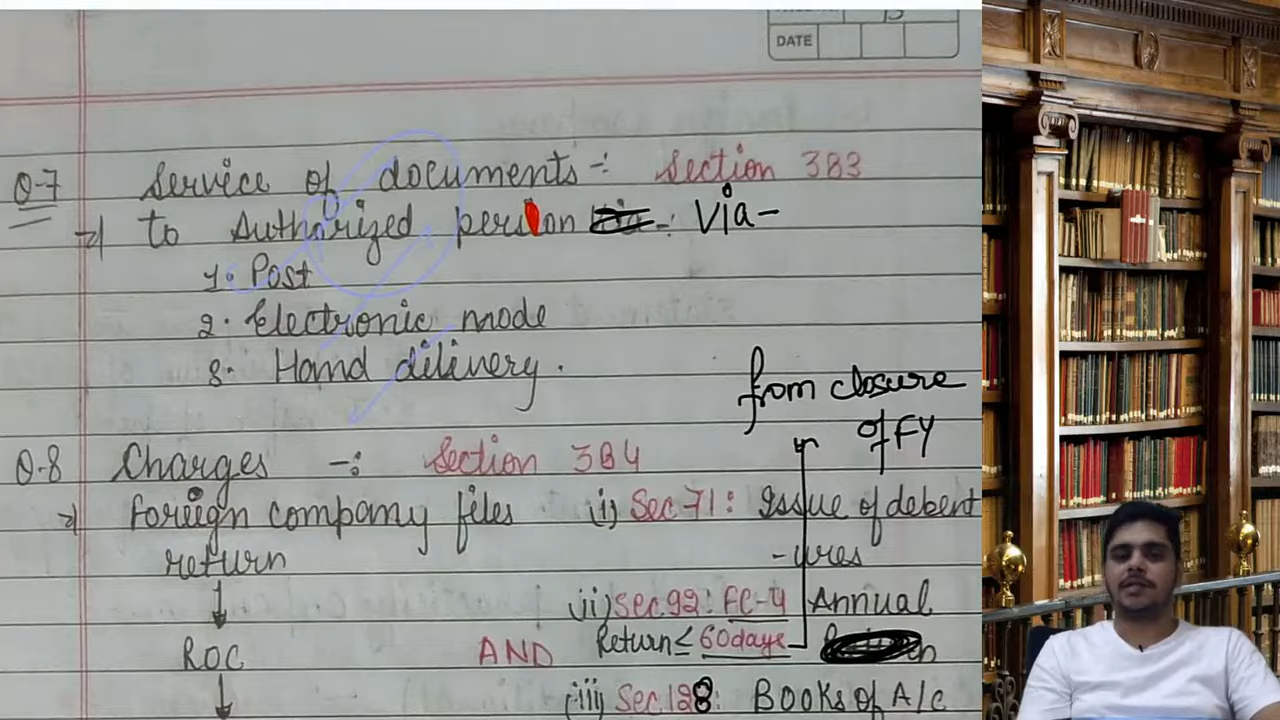 DATE
Q-7 Service of documents -: Section 383
to Authorized person -: Via-
1. Post
2. Electronic mode
3. Hand dilivery.
from closure
of FY
Q-8 Charges -: Section 384
Foreign company files (i) Sec 71: Issue of debent
return -ures
(ii) Sec 92: FC-4 Annual
ROC AND Return ≤ 60 days
(iii) Sec 128: Books of A/c